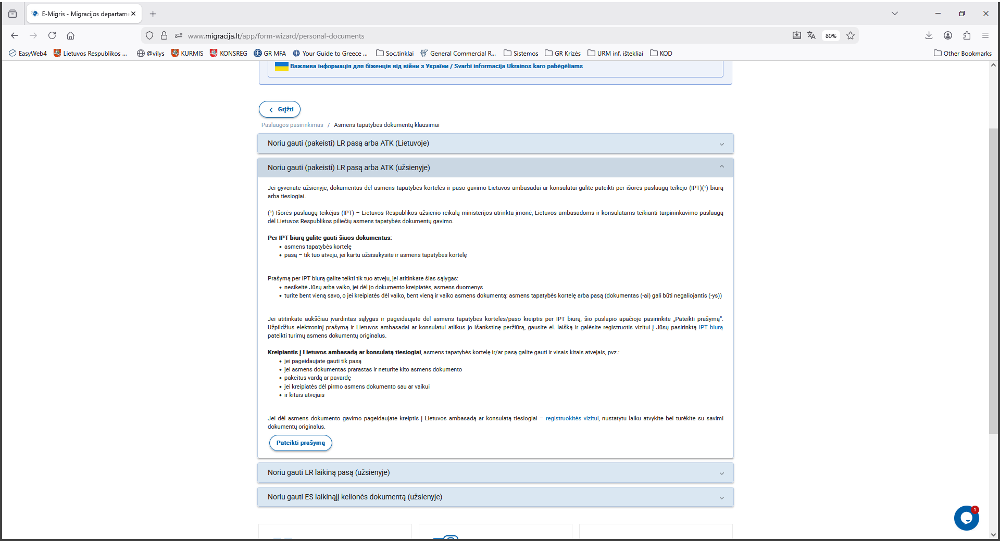 E-Migris - Migracijos departame
www.migracija.lt/app/form-wizard/personal-documents
80%
EasyWeb4
Lietuvos Respublikos ...
@vilys
KURMIS
KONSREG
GR MFA
Your Guide to Greece ...
Soc.tinklai
General Commercial R...
Sistemos
GR Krizės
URM inf. ištekliai
KOD
Other Bookmarks
Важлива інформація для біженців від війни з України / Svarbi informacija Ukrainos karo pabėgėliams
Grįžti
Paslaugos pasirinkimas / Asmens tapatybės dokumentų klausimai
Noriu gauti (pakeisti) LR pasą arba ATK (Lietuvoje)
Noriu gauti (pakeisti) LR pasą arba ATK (užsienyje)
Jei gyvenate užsienyje, dokumentus dėl asmens tapatybės kortelės ir paso gavimo Lietuvos ambasadai ar konsulatui galite pateikti per išorės paslaugų teikėjo (IPT)(¹) biurą
arba tiesiogiai.
(¹) Išorės paslaugų teikėjas (IPT) – Lietuvos Respublikos užsienio reikalų ministerijos atrinkta įmonė, Lietuvos ambasadoms ir konsulatams teikianti tarpininkavimo paslaugą
dėl Lietuvos Respublikos piliečių asmens tapatybės dokumentų gavimo.
Per IPT biurą galite gauti šiuos dokumentus:
• asmens tapatybės kortelę
• pasą – tik tuo atveju, jei kartu užsisakysite ir asmens tapatybės kortelę
Prašymą per IPT biurą galite teikti tik tuo atveju, jei atitinkate šias sąlygas:
• nesikeitė Jūsų arba vaiko, jei dėl jo dokumento kreipiatės, asmens duomenys
• turite bent vieną savo, o jei kreipiatės dėl vaiko, bent vieną ir vaiko asmens dokumentą: asmens tapatybės kortelę arba pasą (dokumentas (-ai) gali būti negaliojantis (-ys))
Jei atitinkate aukščiau įvardintas sąlygas ir pageidaujate dėl asmens tapatybės kortelės/paso kreiptis per IPT biurą, šio puslapio apačioje pasirinkite „Pateikti prašymą“.
Užpildžius elektroninį prašymą ir Lietuvos ambasadai ar konsulatui atlikus jo išankstinę peržiūrą, gausite el. laišką ir galėsite registruotis vizitui į Jūsų pasirinktą IPT biurą
pateikti turimų asmens dokumentų originalus.
Kreipiantis į Lietuvos ambasadą ar konsulatą tiesiogiai, asmens tapatybės kortelę ir/ar pasą galite gauti ir visais kitais atvejais, pvz.:
• jei pageidaujate gauti tik pasą
• jei asmens dokumentas prarastas ir neturite kito asmens dokumento
• pakeitus vardą ar pavardę
• jei kreipiatės dėl pirmo asmens dokumento sau ar vaikui
• ir kitais atvejais
Jei dėl asmens dokumento gavimo pageidaujate kreiptis į Lietuvos ambasadą ar konsulatą tiesiogiai – registruokitės vizitui, nustatytu laiku atvykite bei turėkite su savimi
dokumentų originalus.
Pateikti prašymą
Noriu gauti LR laikiną pasą (užsienyje)
Noriu gauti ES laikinąjį kelionės dokumentą (užsienyje)
1